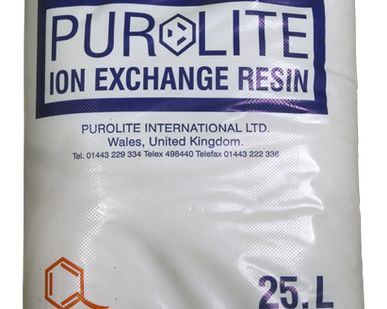 PUROLITE
ION EXCHANGE RESIN
PUROLITE INTERNATIONAL LTD.
Wales, United Kingdom.
Tel. 01443 229 334 Telex 498440 Telefax 01443 222 336
25.L